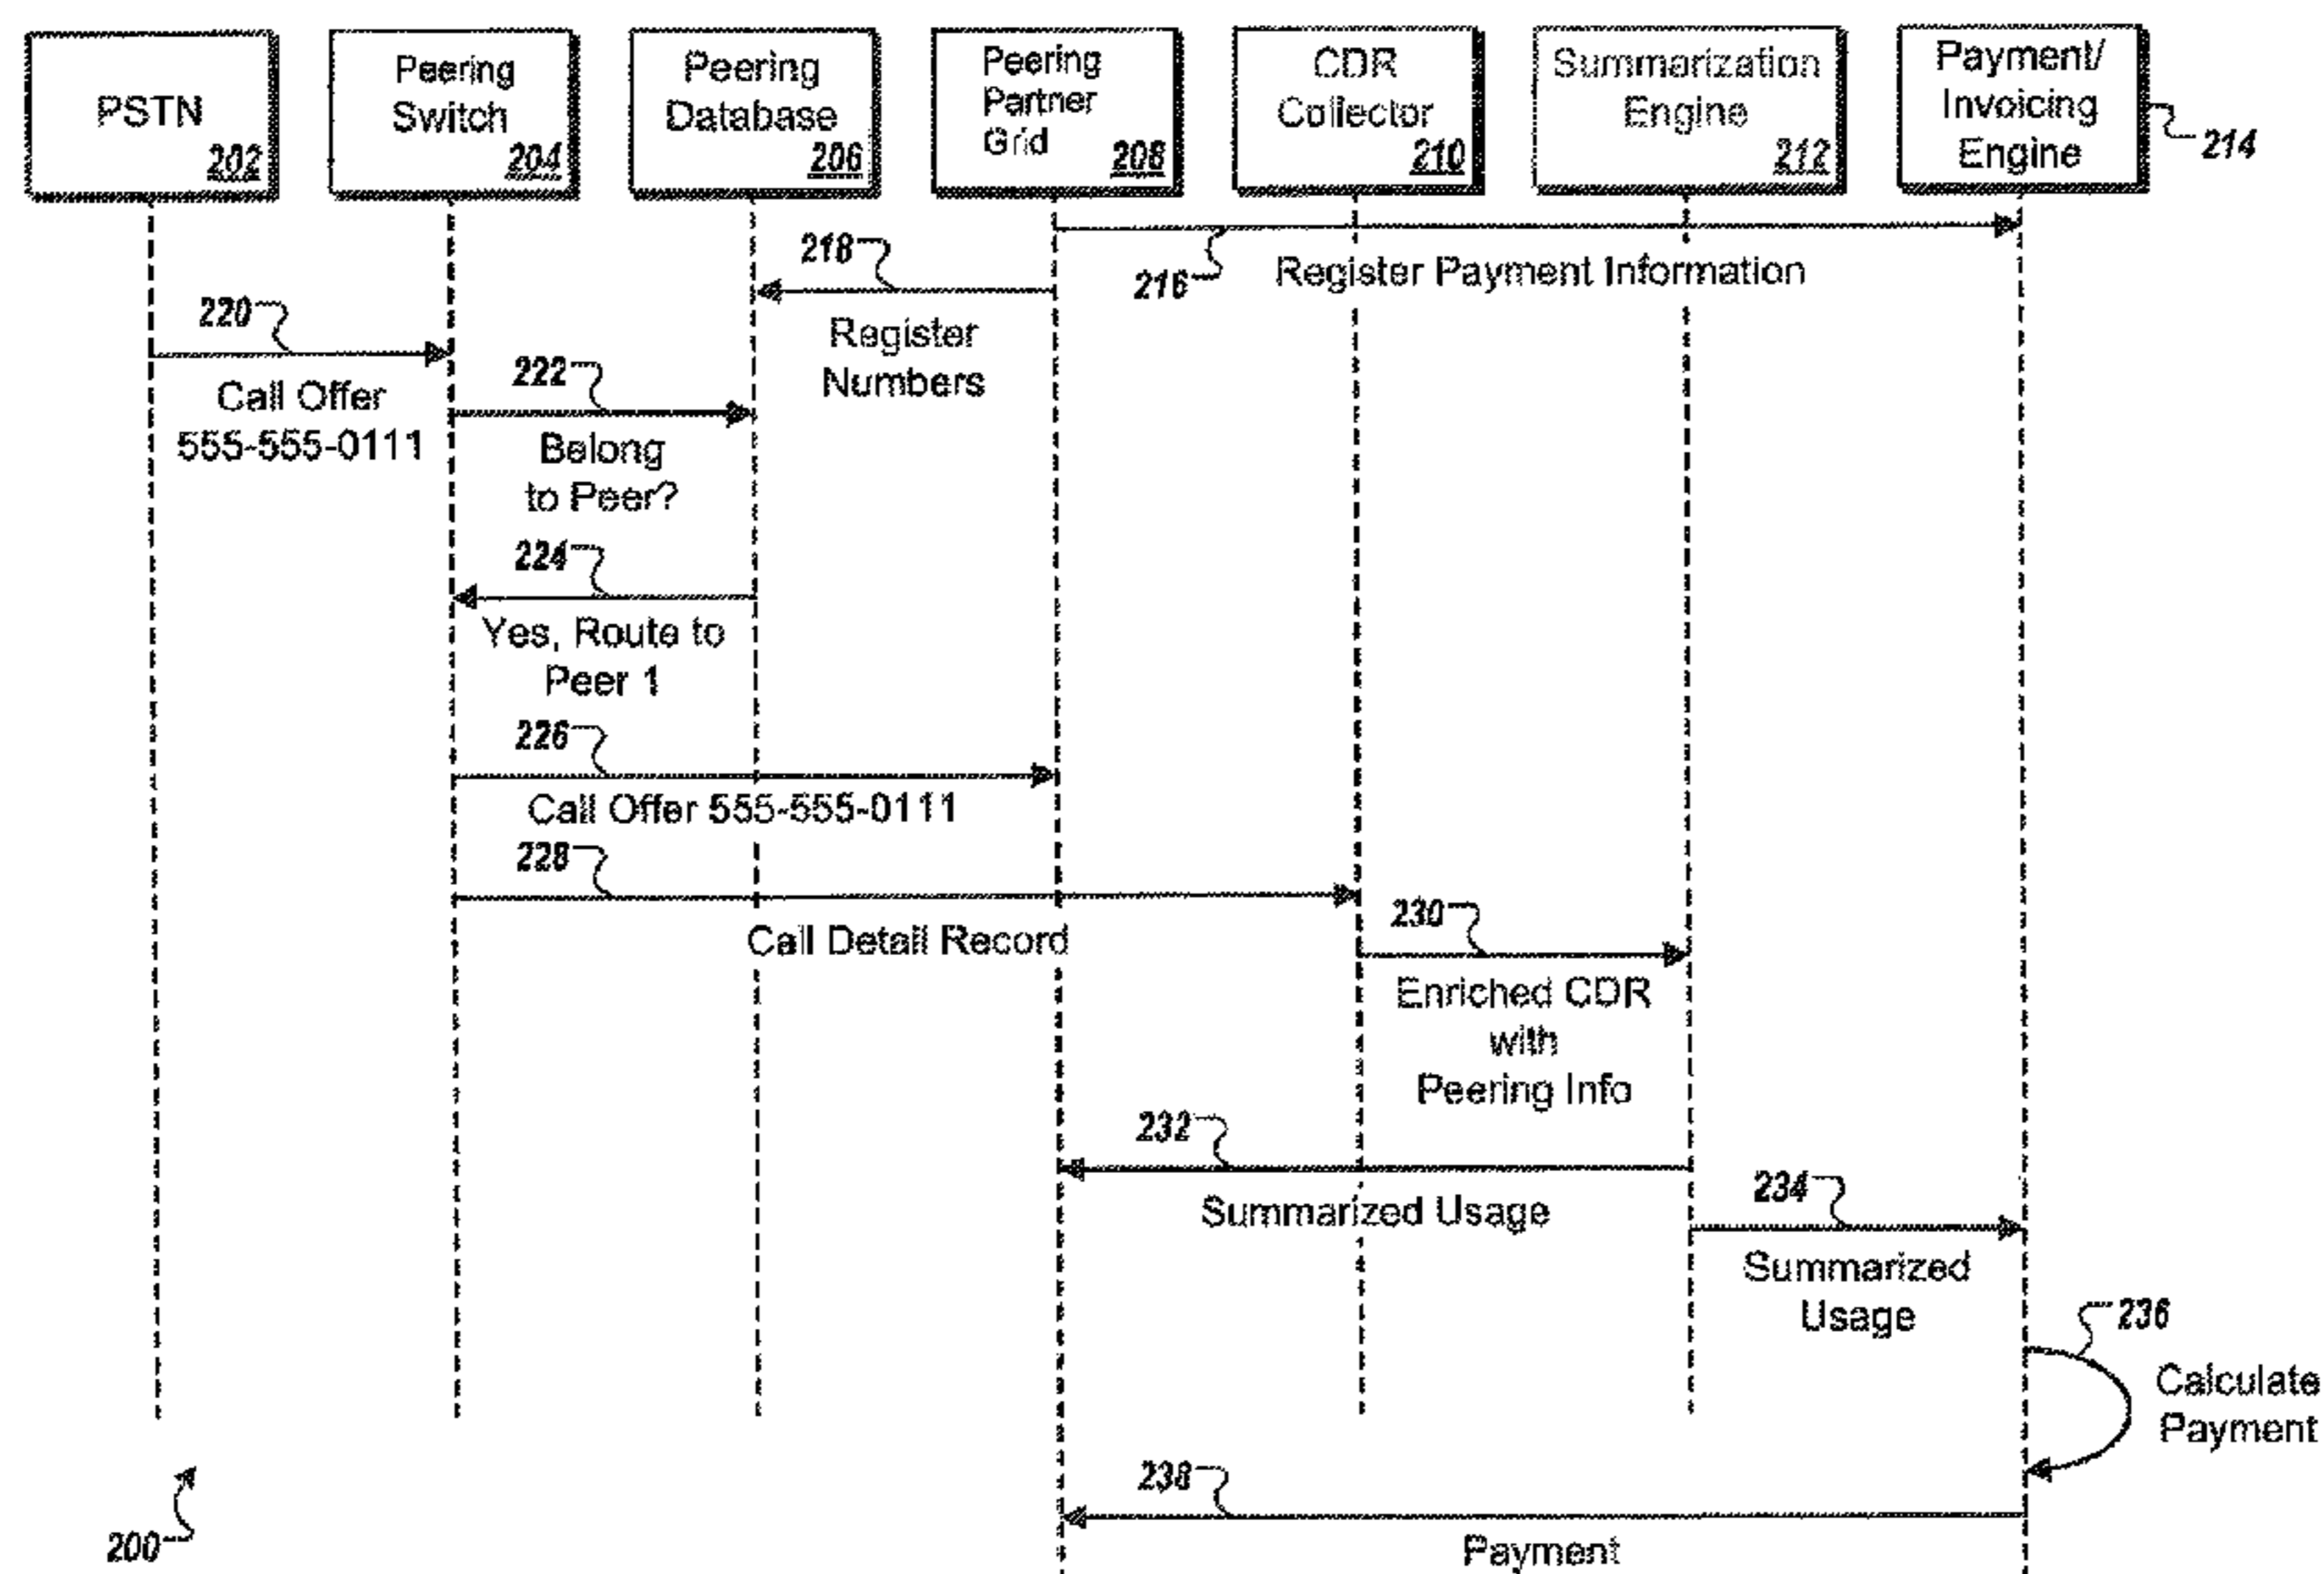 PSTN
202
Peering
Switch
204
Peering
Database
206
Peering
Partner
Grid
208
CDR
Collector
210
Summarization
Engine
212
Payment/
Invoicing
Engine
214
216
Register Payment Information
218
Register
Numbers
220
Call Offer
555-555-0111
222
Belong
to Peer?
224
Yes, Route to
Peer 1
226
Call Offer 555-555-0111
228
Call Detail Record
230
Enriched CDR
with
Peering Info
232
Summarized Usage
234
Summarized
Usage
236
Calculate
Payment
238
Payment
200